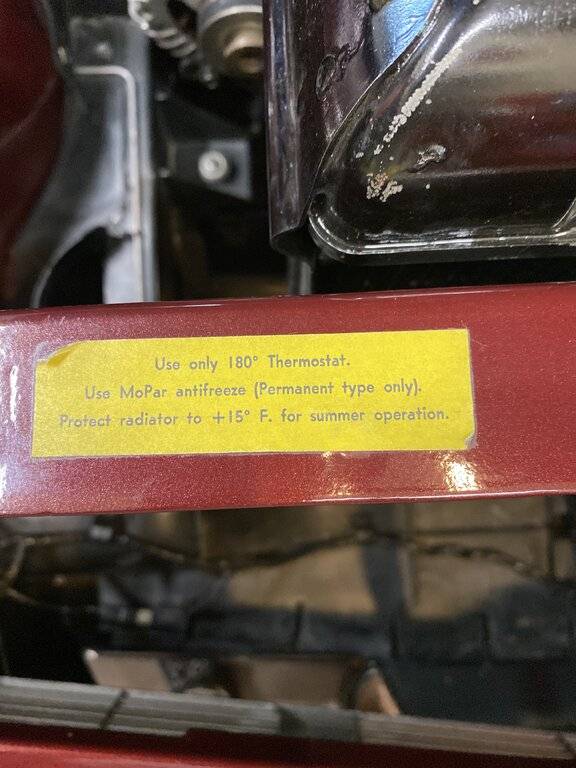 Use only 180° Thermostat.
Use MoPar antifreeze (Permanent type only).
Protect radiator to +15° F. for summer operation.